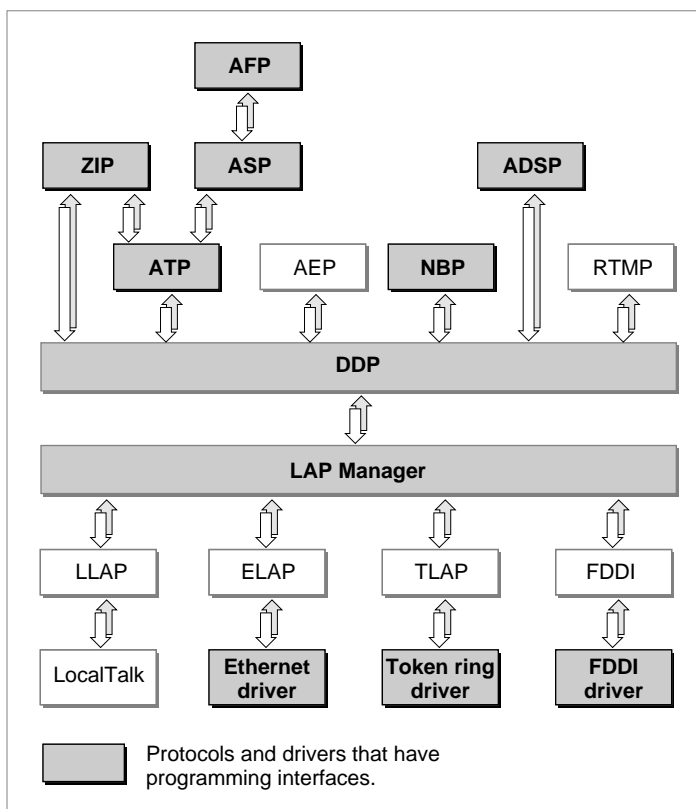 AFP
ZIP
ASP
ADSP
ATP
AEP
NBP
RTMP
DDP
LAP Manager
LLAP
ELAP
TLAP
FDDI
LocalTalk
Ethernet
driver
Token ring
driver
FDDI
driver
Protocols and drivers that have
programming interfaces.